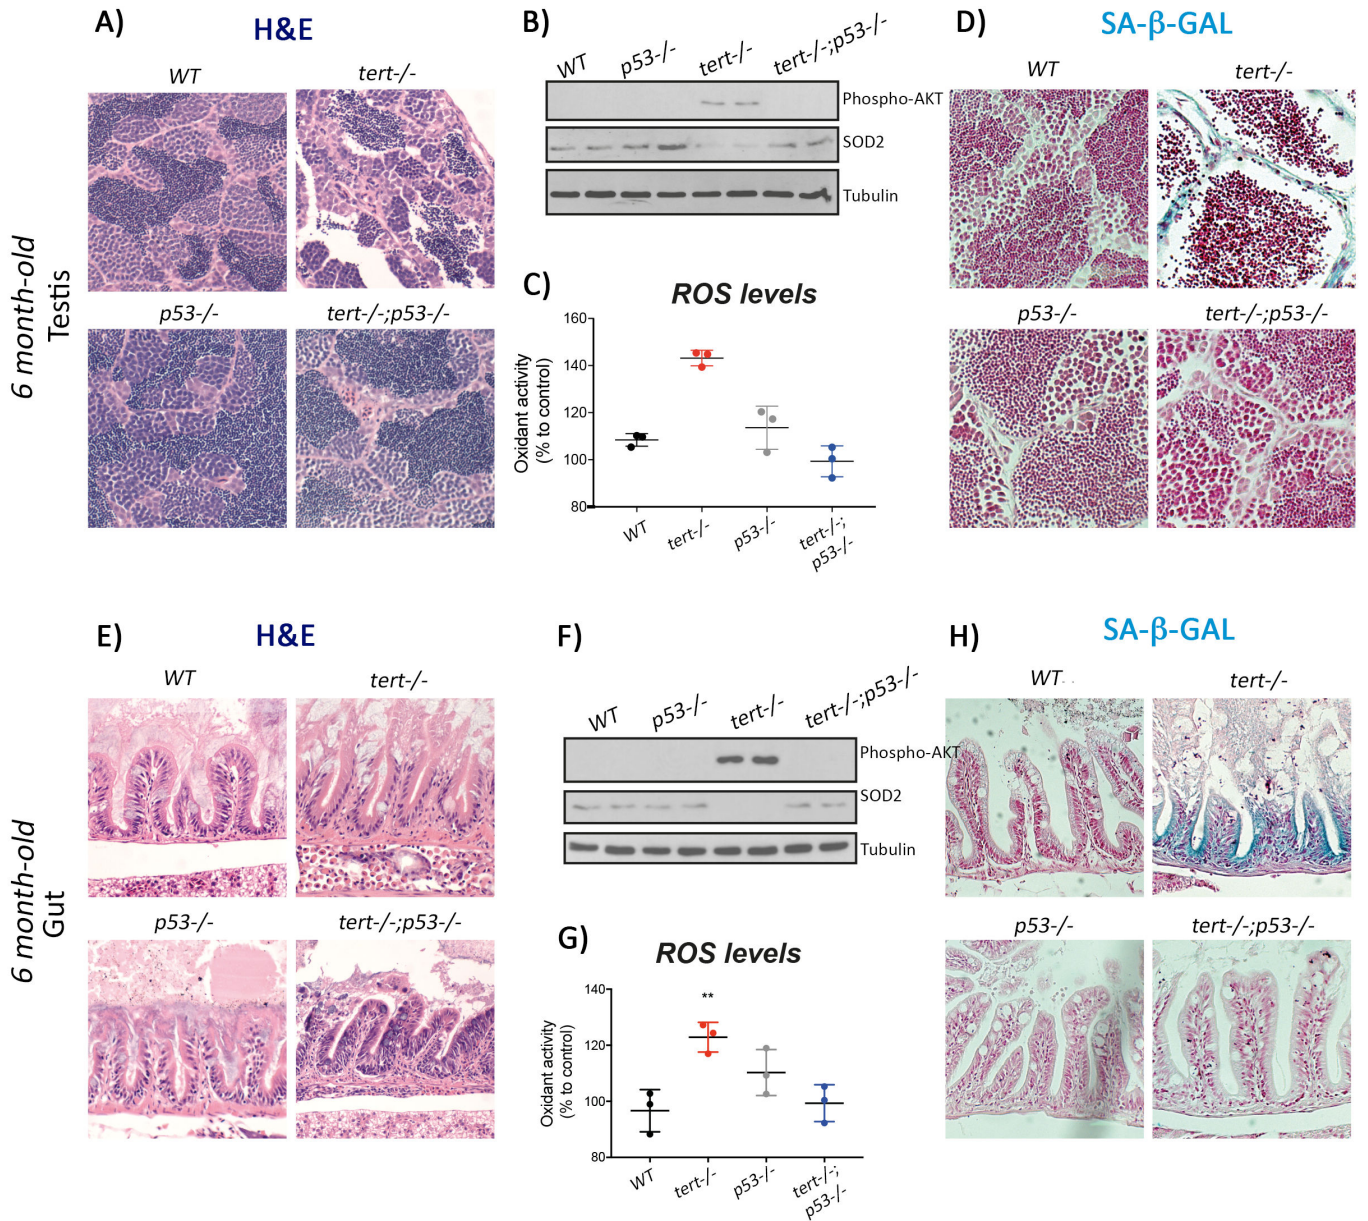 6 month-old
Testis
A)
H&E
WT
tert-/-
p53-/-
tert-/-;p53-/-
B)
WT
p53-/-
tert-/-
tert-/-;p53-/-
Phospho-AKT
SOD2
Tubulin
C)
ROS levels
Oxidant activity
(% to control)
160
140
120
100
80
WT
tert-/-
p53-/-
tert-/-;
p53-/-
D)
SA-β-GAL
WT
tert-/-
p53-/-
tert-/-;p53-/-
6 month-old
Gut
E)
H&E
WT
tert-/-
p53-/-
tert-/-;p53-/-
F)
WT
p53-/-
tert-/-
tert-/-;p53-/-
Phospho-AKT
SOD2
Tubulin
G)
ROS levels
Oxidant activity
(% to control)
140
120
100
80
**
WT
tert-/-
p53-/-
tert-/-;
p53-/-
H)
SA-β-GAL
WT
tert-/-
p53-/-
tert-/-;p53-/-